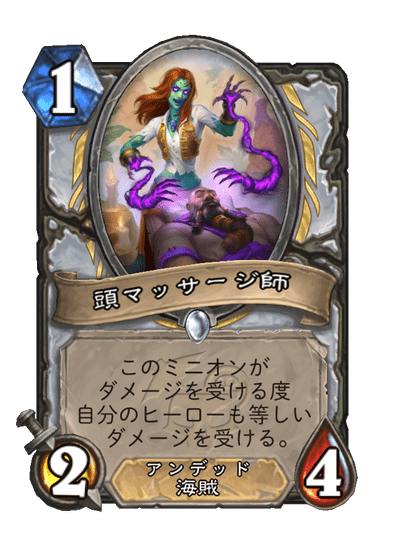 1
頭マッサージ師
このミニオンが
ダメージを受ける度
自分のヒーローも等しい
ダメージを受ける。
2
アンデッド
海賊
4